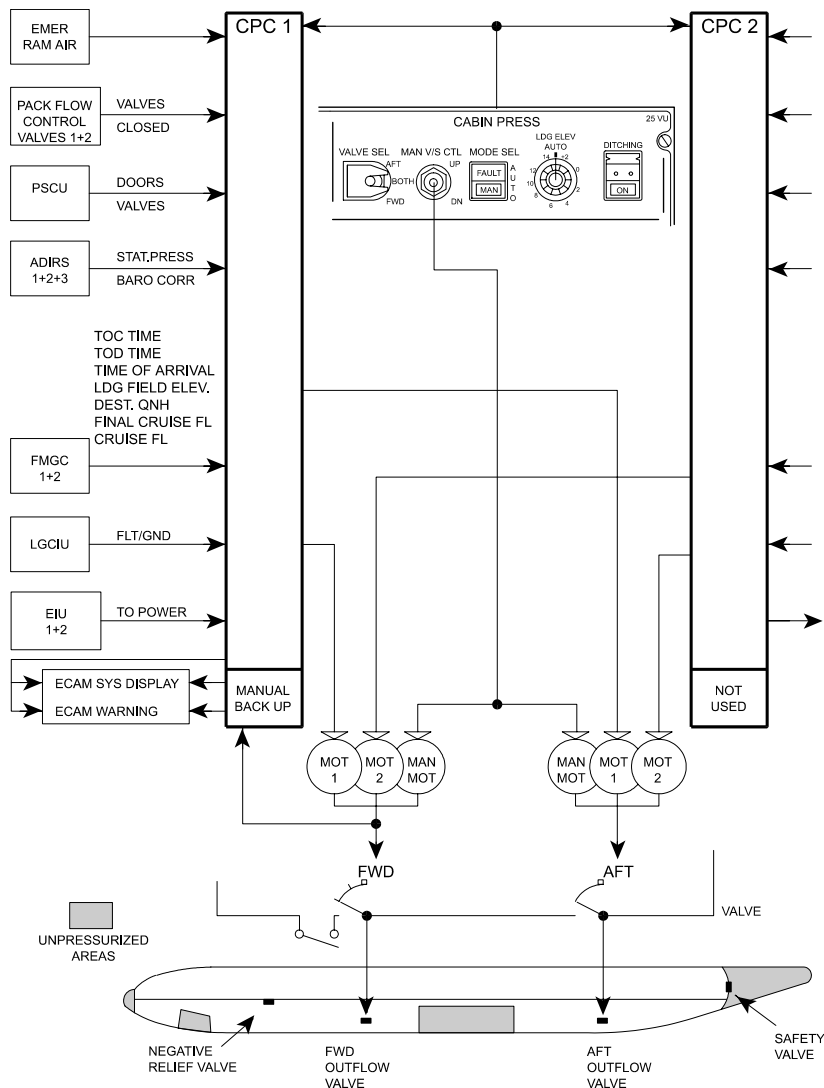 EMER
RAM AIR
CPC 1
CPC 2
PACK FLOW
CONTROL
VALVES 1+2
VALVES
CLOSED
CABIN PRESS
25 VU
VALVE SEL
AFT
BOTH
FWD
MAN V/S CTL
UP
DN
MODE SEL
FAULT
MAN
AUTO
LDG ELEV
AUTO
14
+2
12
0
10
2
8
4
6
DITCHING
ON
PSCU
DOORS
VALVES
ADIRS
1+2+3
STAT.PRESS
BARO CORR
TOC TIME
TOD TIME
TIME OF ARRIVAL
LDG FIELD ELEV.
DEST. QNH
FINAL CRUISE FL
CRUISE FL
FMGC
1+2
LGCIU
FLT/GND
EIU
1+2
TO POWER
ECAM SYS DISPLAY
ECAM WARNING
MANUAL
BACK UP
NOT
USED
MOT
1
MOT
2
MAN
MOT
MAN
MOT
MOT
1
MOT
2
FWD
AFT
VALVE
UNPRESSURIZED
AREAS
NEGATIVE
RELIEF VALVE
FWD
OUTFLOW
VALVE
AFT
OUTFLOW
VALVE
SAFETY
VALVE